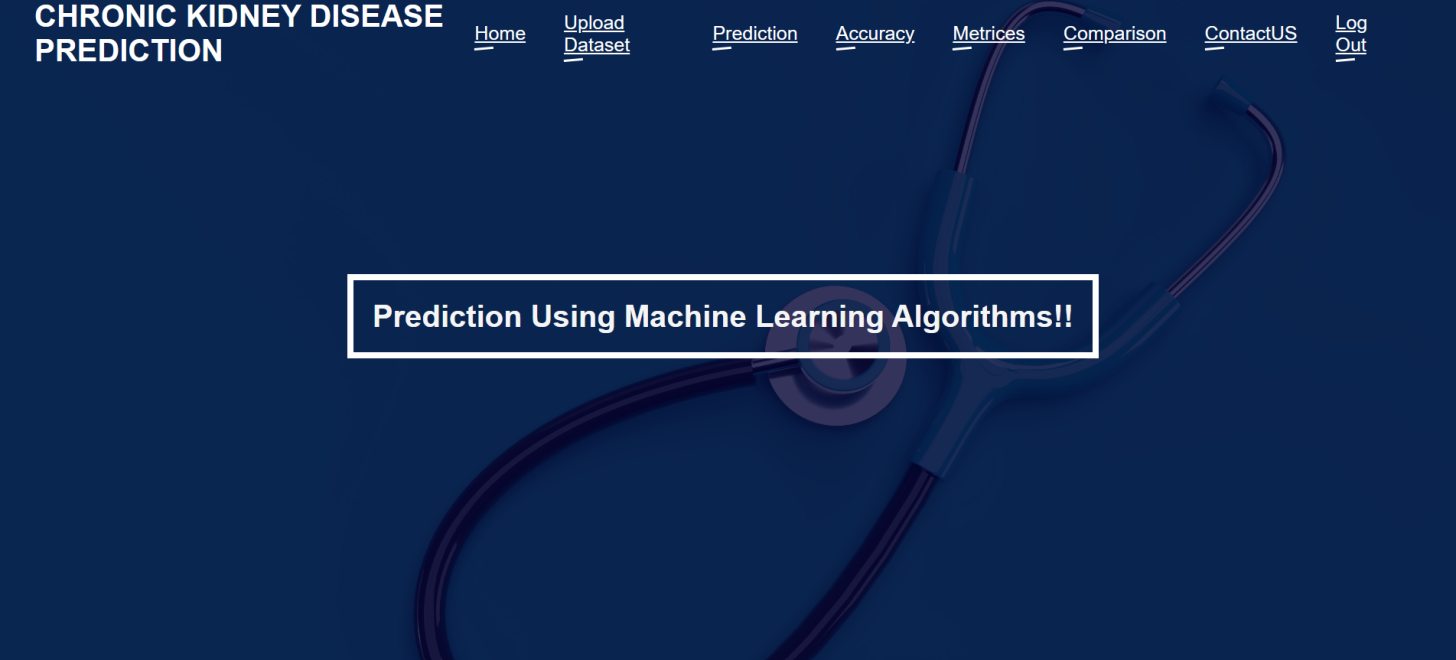 CHRONIC KIDNEY DISEASE
PREDICTION
Home
Upload
Dataset
Prediction
Accuracy
Metrices
Comparison
ContactUS
Log
Out
Prediction Using Machine Learning Algorithms!!